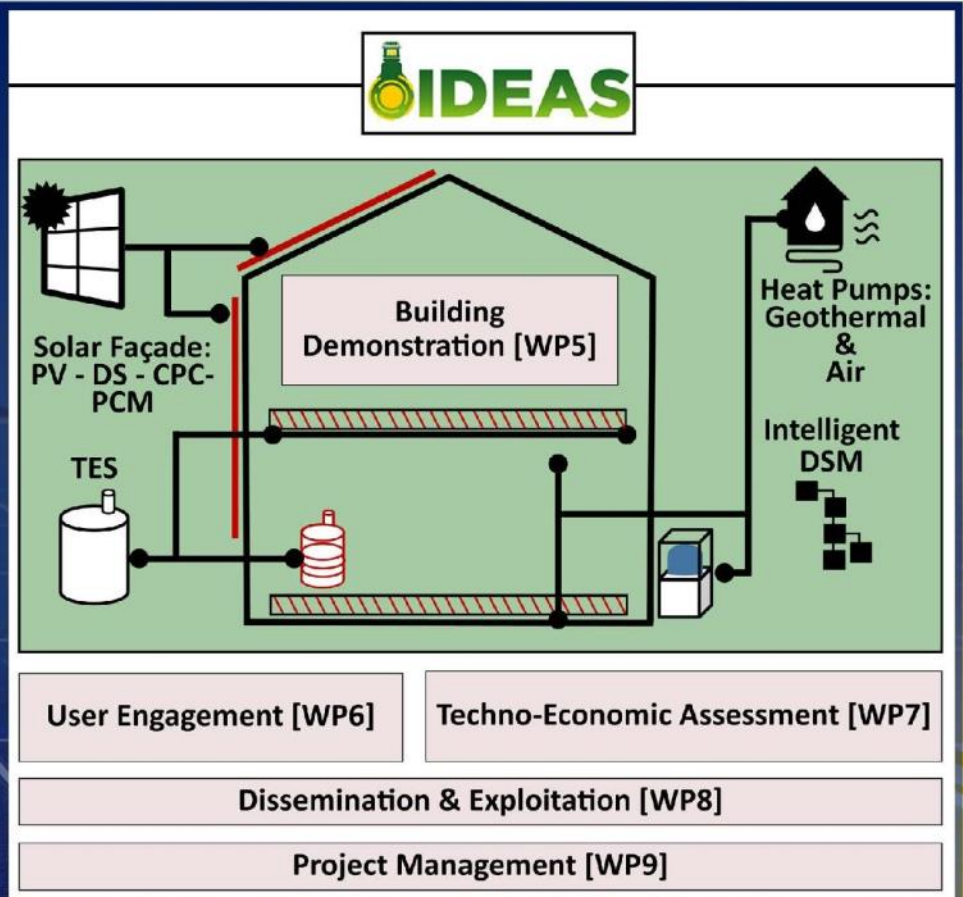 IDEAS
Building
Demonstration [WP5]
Solar Façade:
PV - DS - CPC-
PCM
TES
Heat Pumps:
Geothermal
&
Air
Intelligent
DSM
User Engagement [WP6]
Techno-Economic Assessment [WP7]
Dissemination & Exploitation [WP8]
Project Management [WP9]